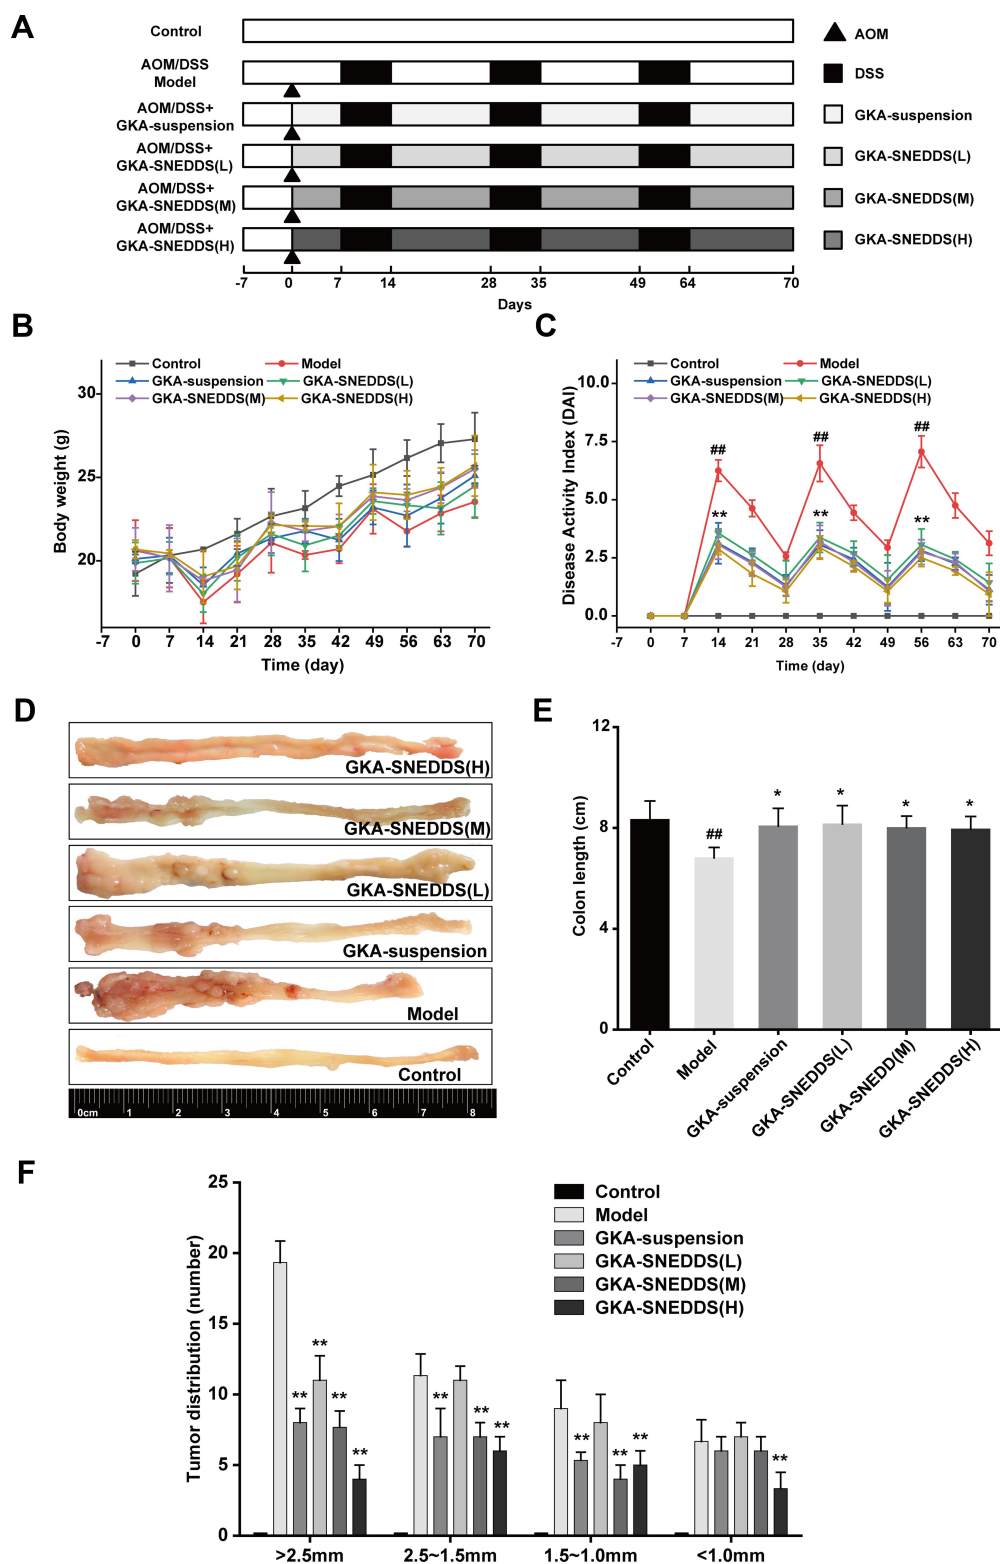 A
Control
AOM/DSS
Model
AOM/DSS+
GKA-suspension
AOM/DSS+
GKA-SNEDDS(L)
AOM/DSS+
GKA-SNEDDS(M)
AOM/DSS+
GKA-SNEDDS(H)
-7 0 7 14 28 35 49 64 70
Days
AOM
DSS
GKA-suspension
GKA-SNEDDS(L)
GKA-SNEDDS(M)
GKA-SNEDDS(H)
B
Control Model
GKA-suspension GKA-SNEDDS(L)
GKA-SNEDDS(M) GKA-SNEDDS(H)
Body weight (g)
30
25
20
-7 0 7 14 21 28 35 42 49 56 63 70
Time (day)
C
Control Model
GKA-suspension GKA-SNEDDS(L)
GKA-SNEDDS(M) GKA-SNEDDS(H)
Disease Activity Index (DAI)
10.0
7.5
5.0
2.5
0.0
## ## ##
** ** **
-7 0 7 14 21 28 35 42 49 56 63 70
Time (day)
D
GKA-SNEDDS(H)
GKA-SNEDDS(M)
GKA-SNEDDS(L)
GKA-suspension
Model
Control
0cm 1 2 3 4 5 6 7 8
E
Colon length (cm)
12
8
4
0
## * * * *
Control
Model
GKA-suspension
GKA-SNEDDS(L)
GKA-SNEDD(M)
GKA-SNEDDS(H)
F
Tumor distribution (number)
25
20
15
10
5
0
Control
Model
GKA-suspension
GKA-SNEDDS(L)
GKA-SNEDDS(M)
GKA-SNEDDS(H)
** ** ** **
** ** **
** ** **
**
>2.5mm 2.5~1.5mm 1.5~1.0mm <1.0mm